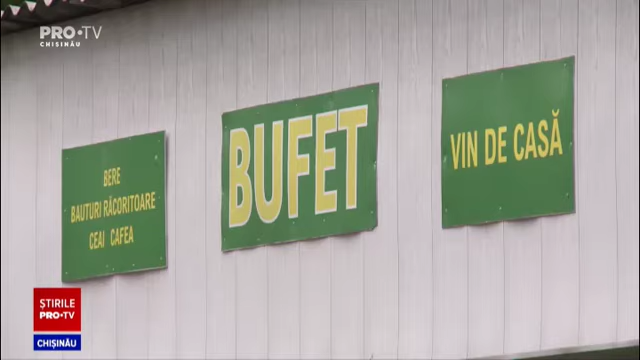 PRO•TV
CHIȘINĂU
BERE
BAUTURI RĂCORITOARE
CEAI CAFEA
BUFET
VIN DE CASĂ
ȘTIRILE
PRO•TV
CHIȘINĂU